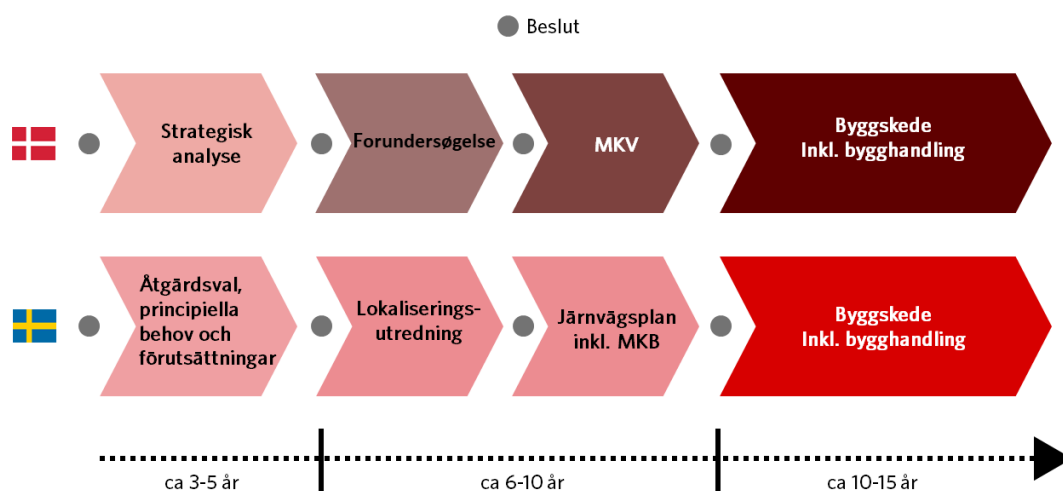 Beslut
Strategisk
analyse
Forundersøgelse
MKV
Byggskede
Inkl. bygghandling
Åtgärdsval,
principiella
behov och
förutsättningar
Lokaliserings-
utredning
Järnvägsplan
inkl. MKB
Byggskede
Inkl. bygghandling
ca 3-5 år
ca 6-10 år
ca 10-15 år